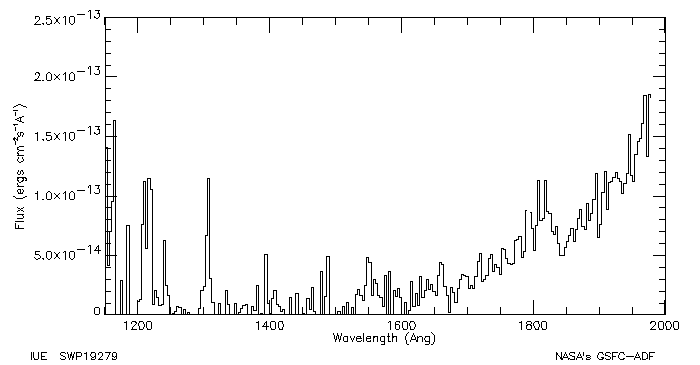 2.5×10⁻¹³
2.0×10⁻¹³
1.5×10⁻¹³
1.0×10⁻¹³
5.0×10⁻¹⁴
0
Flux (ergs cm⁻²s⁻¹A⁻¹)
1200 1400 1600 1800 2000
Wavelength (Ang)
IUE SWP19279 NASA's GSFC–ADF